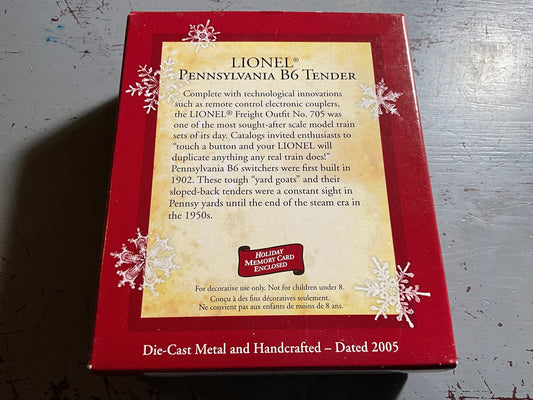 LIONEL®
PENNSYLVANIA B6 TENDER
Complete with technological innovations
such as remote control electronic couplers,
the LIONEL® Freight Outfit No. 705 was
one of the most sought-after scale model train
sets of its day. Catalogs invited enthusiasts to
"touch a button and your LIONEL will
duplicate anything any real train does!"
Pennsylvania B6 switchers were first built in
1902. These tough "yard goats" and their
sloped-back tenders were a constant sight in
Pennsy yards until the end of the steam era in
the 1950s.
HOLIDAY
MEMORY CARD
ENCLOSED
For decorative use only. Not for children under 8.
Conçu à des fins décoratives seulement.
Ne convient pas aux enfants de moins de 8 ans.
Die-Cast Metal and Handcrafted – Dated 2005